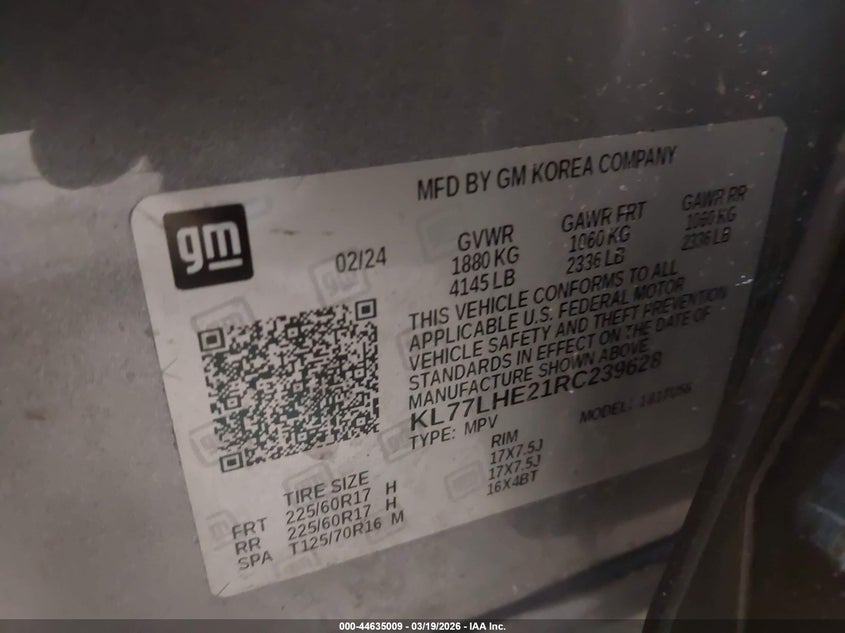 MFD BY GM KOREA COMPANY
gm
02/24
GVWR
1880 KG
4145 LB
GAWR FRT
1060 KG
2336 LB
GAWR RR
1060 KG
2336 LB
THIS VEHICLE CONFORMS TO ALL
APPLICABLE U.S. FEDERAL MOTOR
VEHICLE SAFETY AND THEFT PREVENTION
STANDARDS IN EFFECT ON THE DATE OF
MANUFACTURE SHOWN ABOVE
KL77LHE21RC239628
TYPE: MPV
MODEL:
TIRE SIZE
RIM
FRT 225/60R17 H 17X7.5J
RR 225/60R17 H 17X7.5J
SPA T125/70R16 M 16X4BT
000-44635009 - 03/19/2026 - IAA Inc.